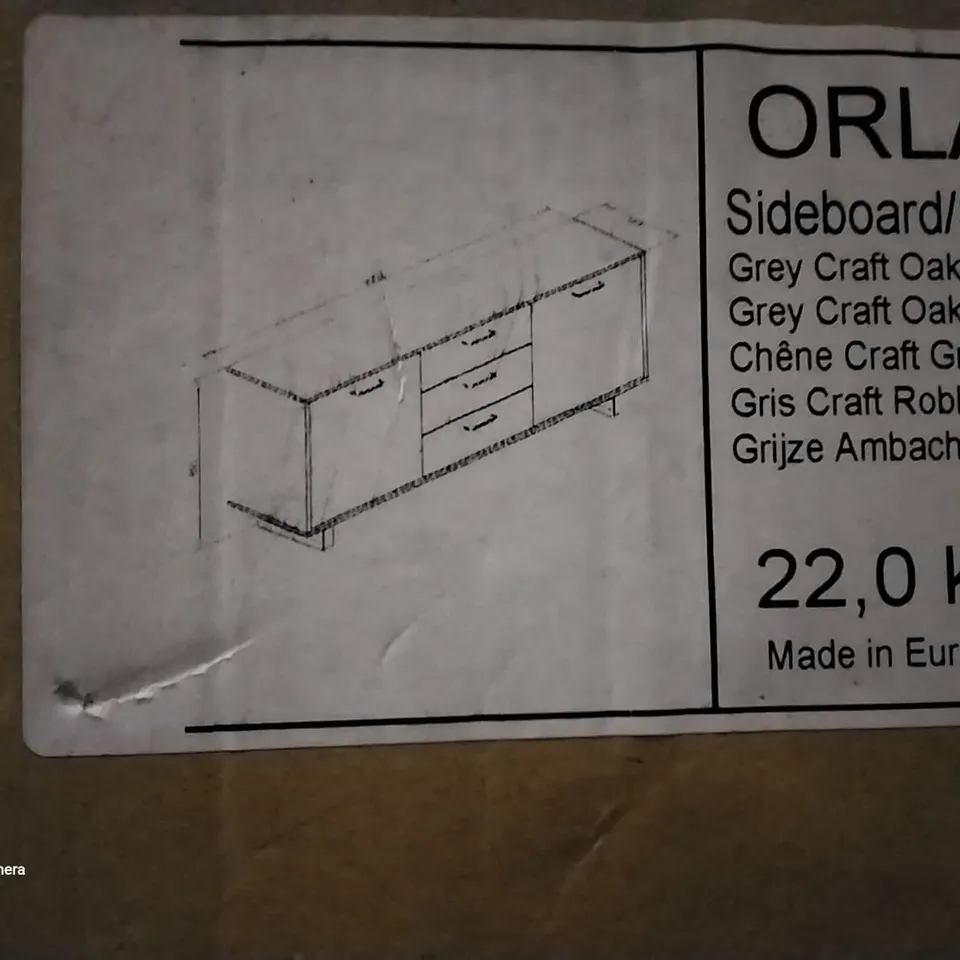 ORLA
Sideboard/
Grey Craft Oak
Grey Craft Oak
Chêne Craft Gr
Gris Craft Robl
Grijze Ambach
22,0 k
Made in Eur
nera